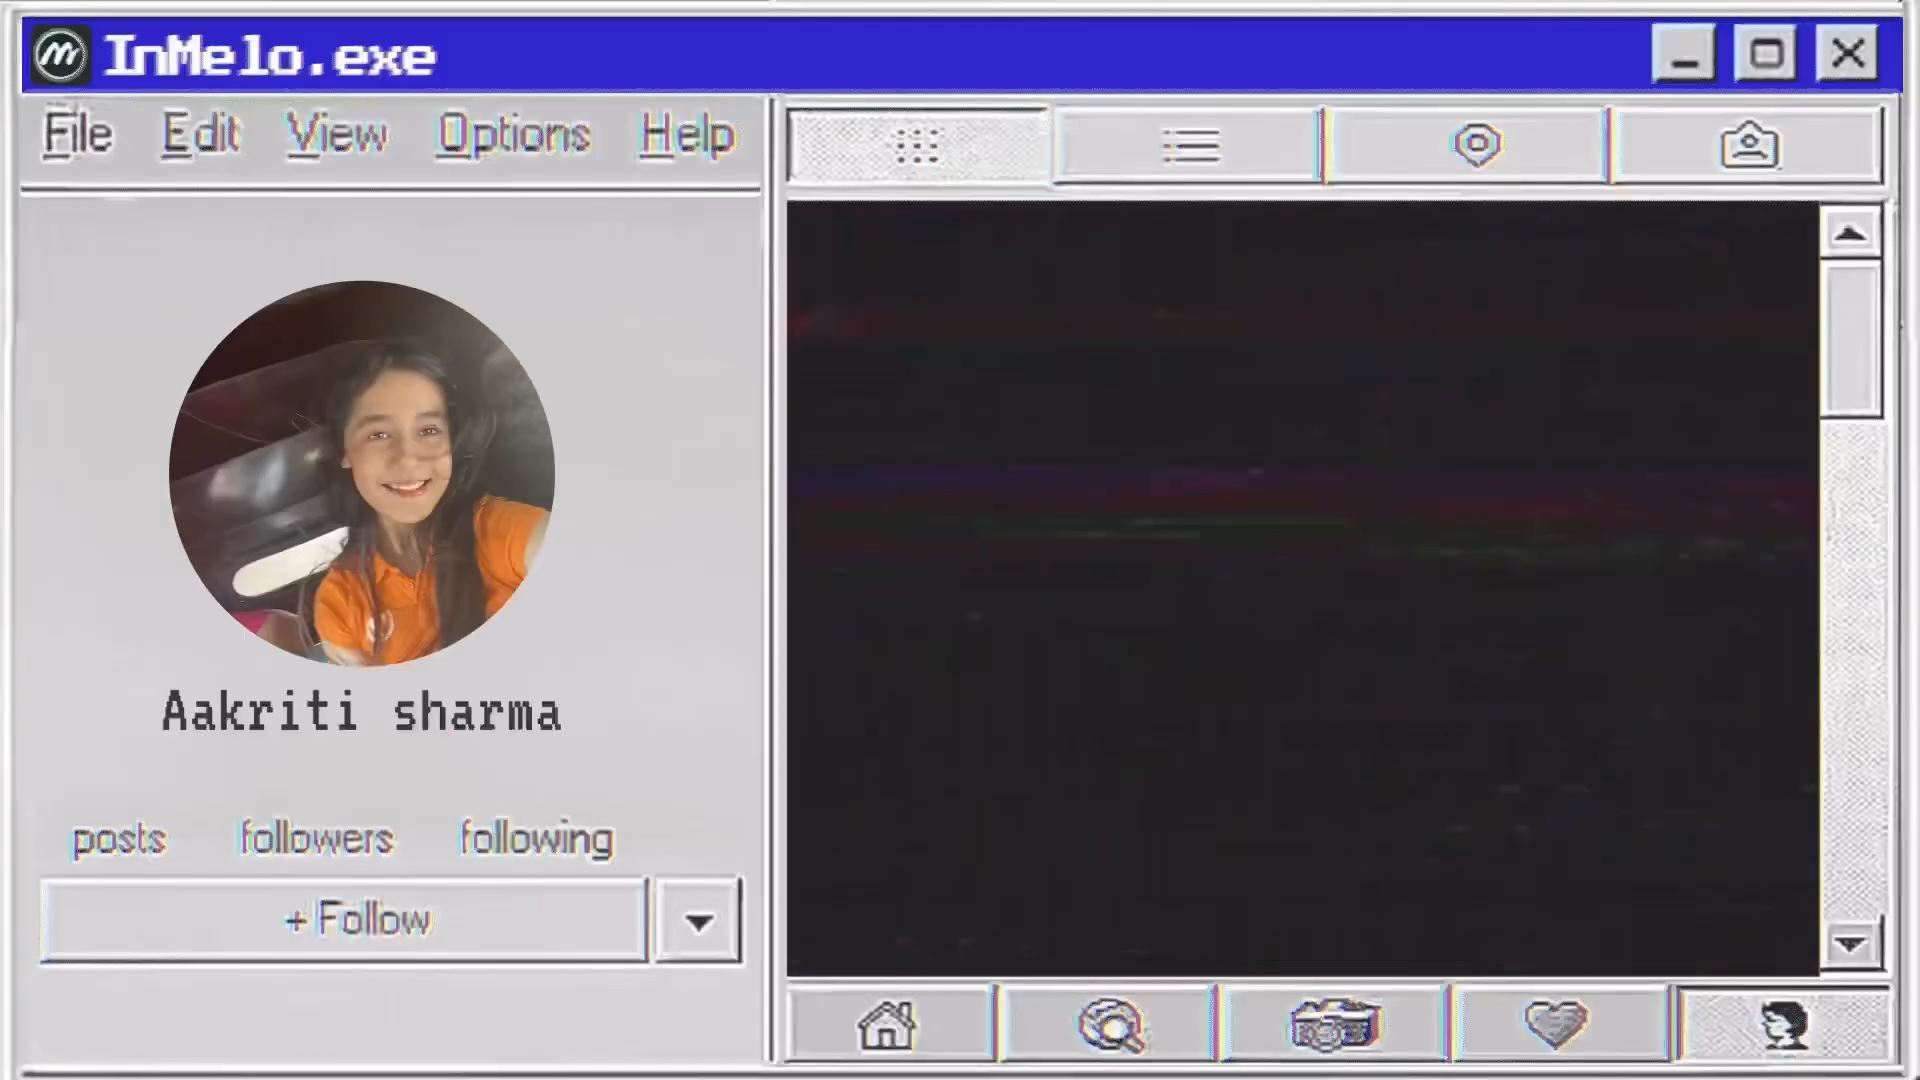 InMelo.exe
File Edit View Options Help
Aakriti sharma
posts followers following
+ Follow